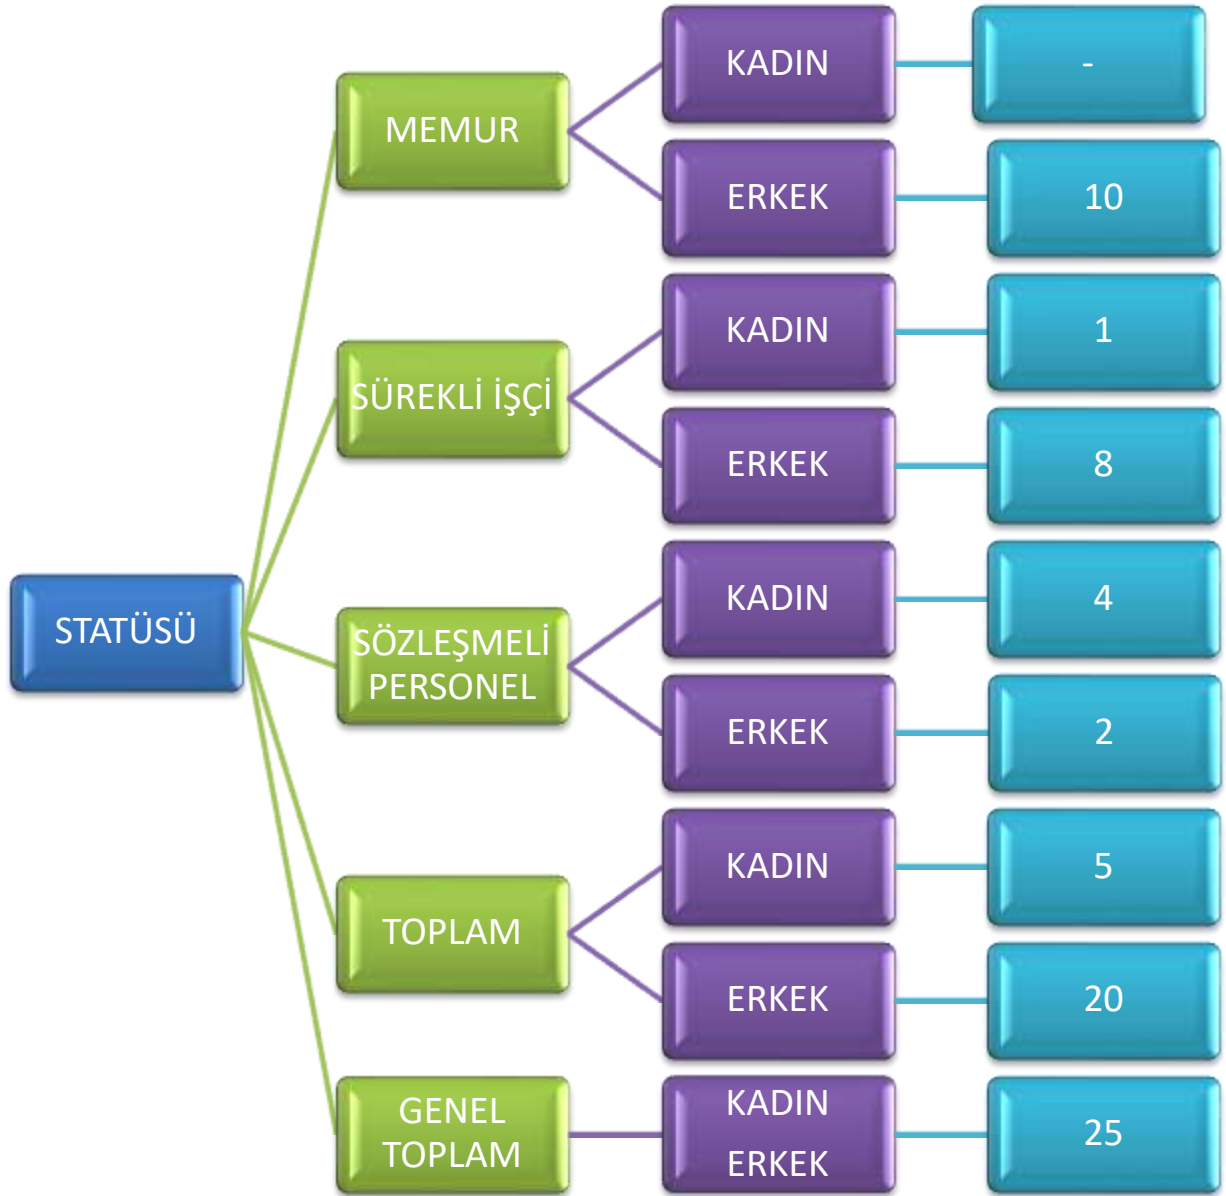 STATÜSÜ
MEMUR
KADIN
-
ERKEK
10
SÜREKLİ İŞÇİ
KADIN
1
ERKEK
8
SÖZLEŞMELİ
PERSONEL
KADIN
4
ERKEK
2
TOPLAM
KADIN
5
ERKEK
20
GENEL
TOPLAM
KADIN
ERKEK
25